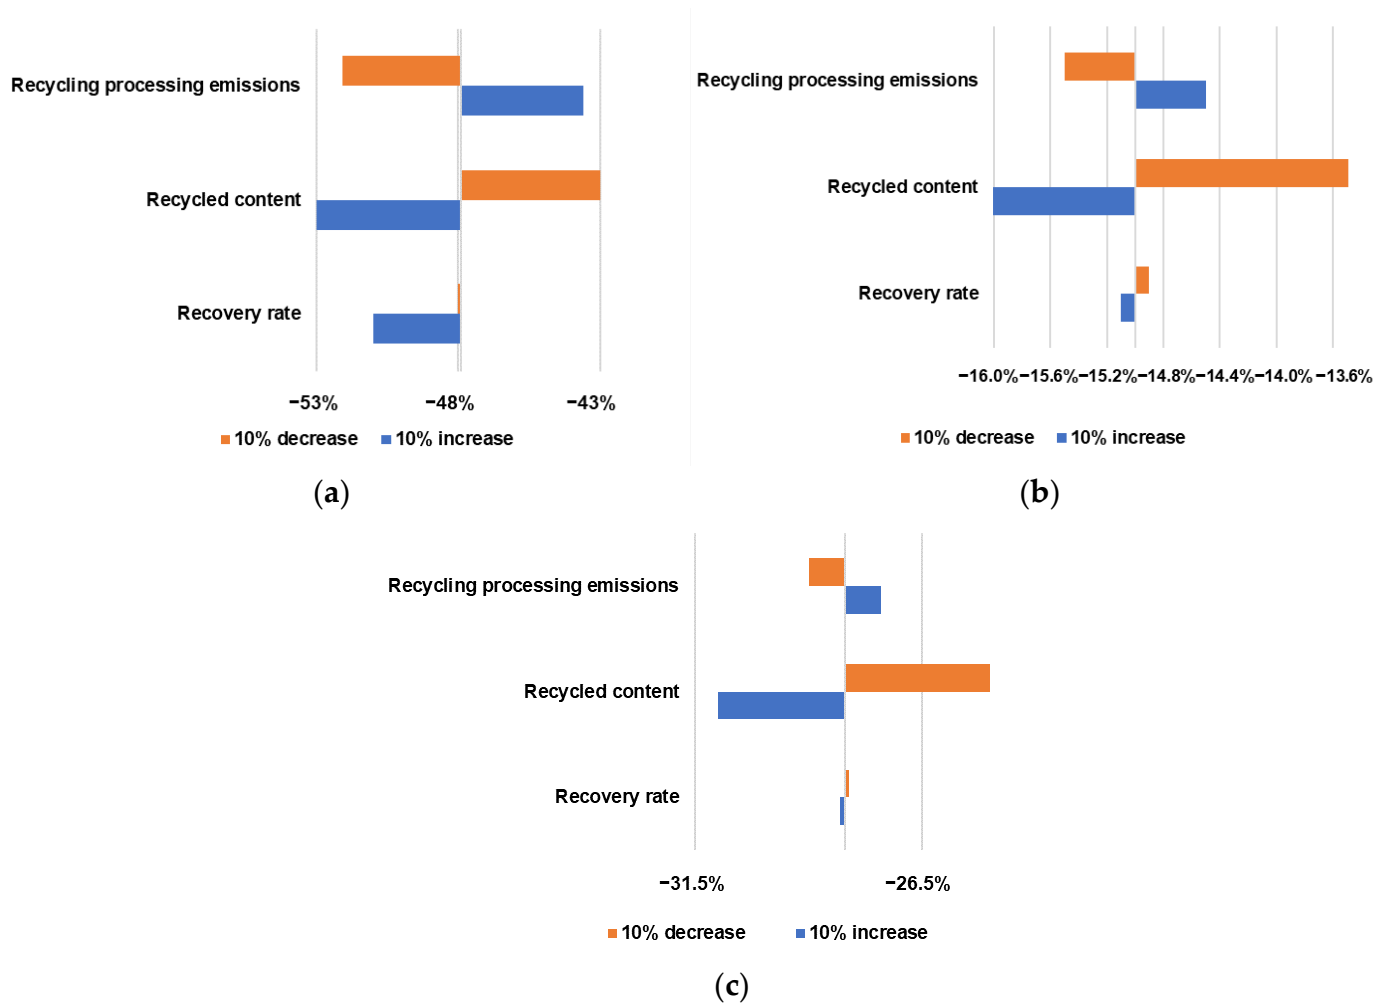 Recycling processing emissions
Recycled content
Recovery rate
−53% −48% −43%
10% decrease 10% increase
(a)
Recycling processing emissions
Recycled content
Recovery rate
−16.0% −15.6% −15.2% −14.8% −14.4% −14.0% −13.6%
10% decrease 10% increase
(b)
Recycling processing emissions
Recycled content
Recovery rate
−31.5% −26.5%
10% decrease 10% increase
(c)